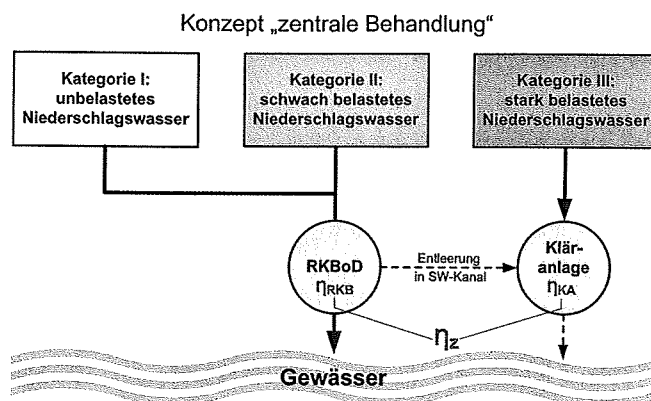 Konzept „zentrale Behandlung“
Kategorie I:
unbelastetes
Niederschlagswasser
Kategorie II:
schwach belastetes
Niederschlagswasser
Kategorie III:
stark belastetes
Niederschlagswasser
RKBoD
ηRKB
Entleerung
in SW-Kanal
Klär-
anlage
ηKA
ηz
Gewässer